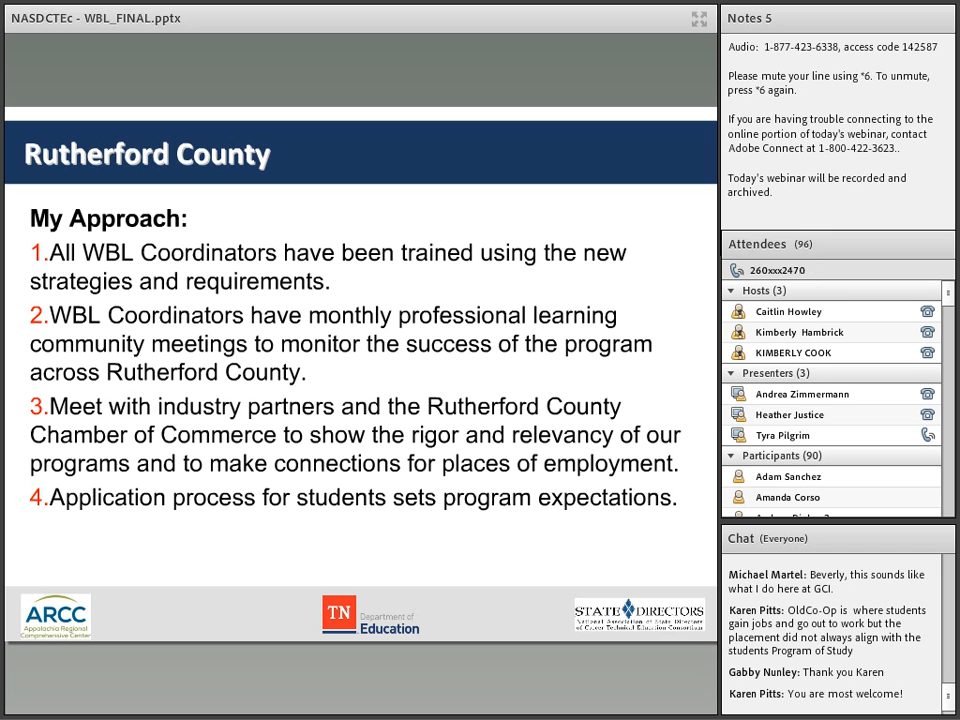 NASDCTEc - WBL_FINAL.pptx
Rutherford County
My Approach:
1.All WBL Coordinators have been trained using the new
strategies and requirements.
2.WBL Coordinators have monthly professional learning
community meetings to monitor the success of the program
across Rutherford County.
3.Meet with industry partners and the Rutherford County
Chamber of Commerce to show the rigor and relevancy of our
programs and to make connections for places of employment.
4.Application process for students sets program expectations.
ARCC
Appalachia Regional
Comprehensive Center
TN
Department of
Education
STATE DIRECTORS
National Association of State Directors
of Career Technical Education Consortium
Notes 5
Audio: 1-877-423-6338, access code 142587
Please mute your line using *6. To unmute,
press *6 again.
If you are having trouble connecting to the
online portion of today's webinar, contact
Adobe Connect at 1-800-422-3623..
Today's webinar will be recorded and
archived.
Attendees (96)
260xxx2470
Hosts (3)
Caitlin Howley
Kimberly Hambrick
KIMBERLY COOK
Presenters (3)
Andrea Zimmermann
Heather Justice
Tyra Pilgrim
Participants (90)
Adam Sanchez
Amanda Corso
Chat (Everyone)
Michael Martel: Beverly, this sounds like
what I do here at GCI.
Karen Pitts: OldCo-Op is where students
gain jobs and go out to work but the
placement did not always align with the
students Program of Study
Gabby Nunley: Thank you Karen
Karen Pitts: You are most welcome!